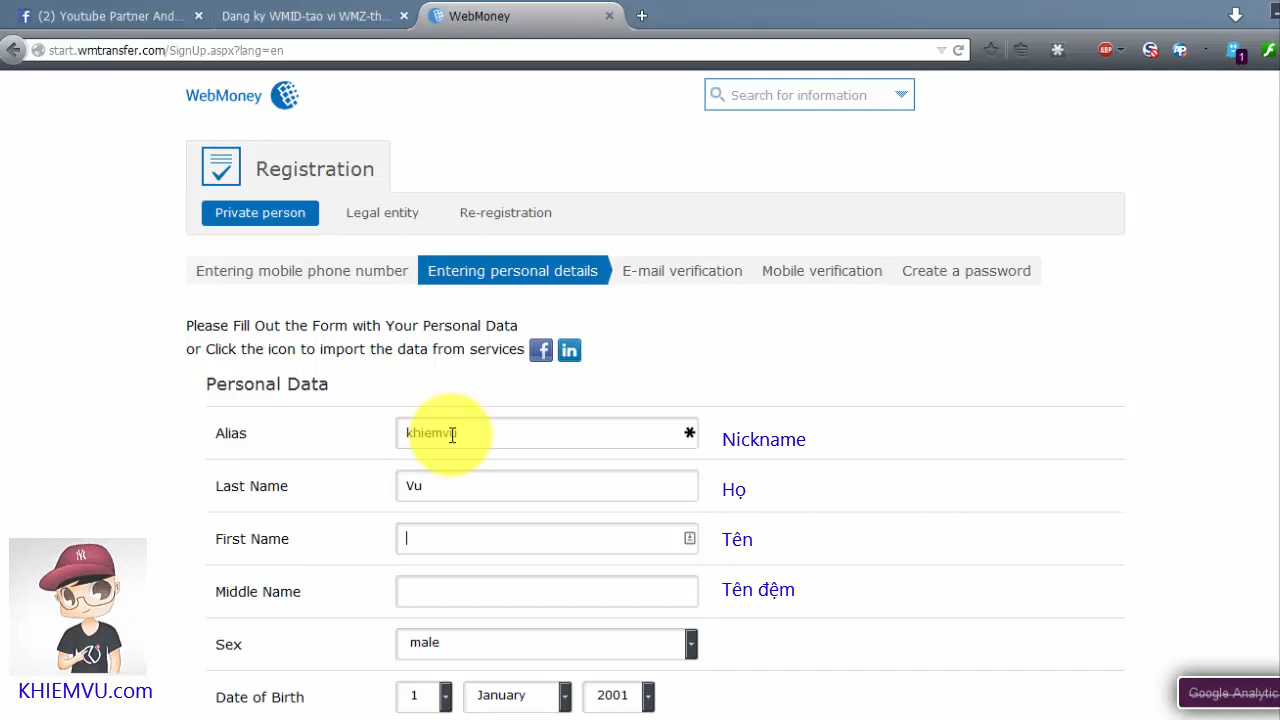 (2) Youtube Partner And...
Dang ky WMID-tao vi WMZ-th...
WebMoney
start.wmtransfer.com/SignUp.aspx?lang=en
ABP
1
WebMoney
Search for information
Registration
Private person
Legal entity
Re-registration
Entering mobile phone number
Entering personal details
E-mail verification
Mobile verification
Create a password
Please Fill Out the Form with Your Personal Data
or Click the icon to import the data from services
Personal Data
Alias
khiemvu
Nickname
Last Name
Vu
Họ
First Name
Tên
Middle Name
Tên đệm
Sex
male
Date of Birth
1
January
2001
KHIEMVU.com
Google Analytic